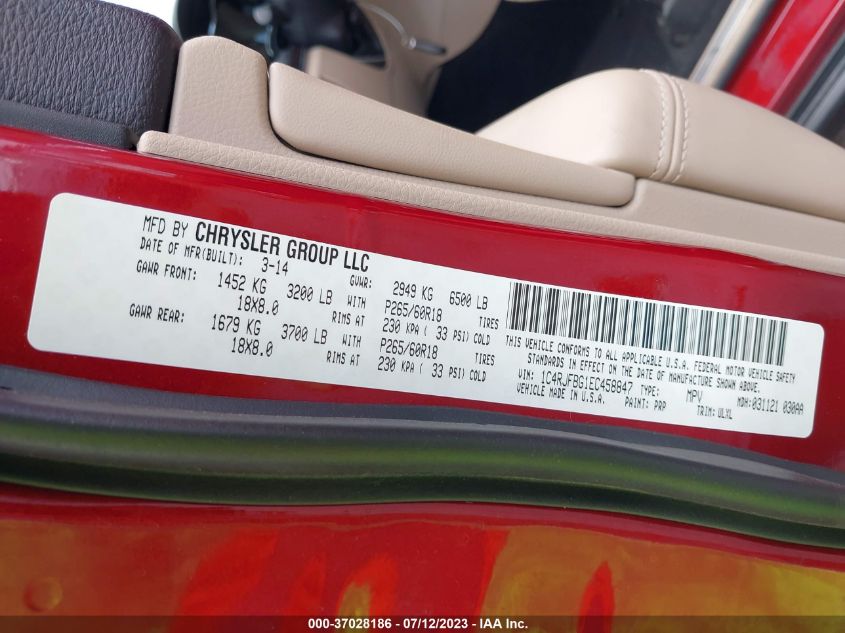 MFD BY CHRYSLER GROUP LLC
DATE OF MFR(BUILT): 3-14 GVWR: 2949 KG 6500 LB
GAWR FRONT: 1452 KG 3200 LB WITH P265/60R18 TIRES
18X8.0 RIMS AT 230 KPA ( 33 PSI) COLD
GAWR REAR: 1679 KG 3700 LB WITH P265/60R18 TIRES
18X8.0 RIMS AT 230 KPA ( 33 PSI) COLD
THIS VEHICLE CONFORMS TO ALL APPLICABLE U.S.A. FEDERAL MOTOR VEHICLE SAFETY
STANDARDS IN EFFECT ON THE DATE OF MANUFACTURE SHOWN ABOVE.
VIN: 1C4RJFBG1EC458847 TYPE: MPV MDH:031121 030AA
VEHICLE MADE IN U.S.A. PAINT: PRP TRIM: ULXL
000-37028186 - 07/12/2023 - IAA Inc.